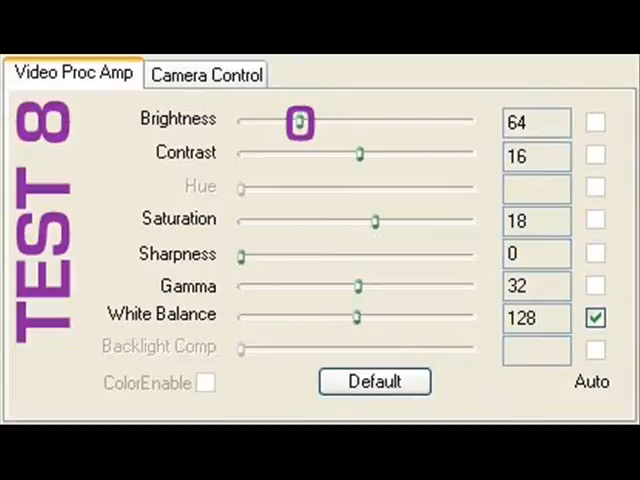 Video Proc Amp
Camera Control
TEST 8
Brightness 64
Contrast 16
Hue
Saturation 18
Sharpness 0
Gamma 32
White Balance 128
Backlight Comp
ColorEnable
Default
Auto